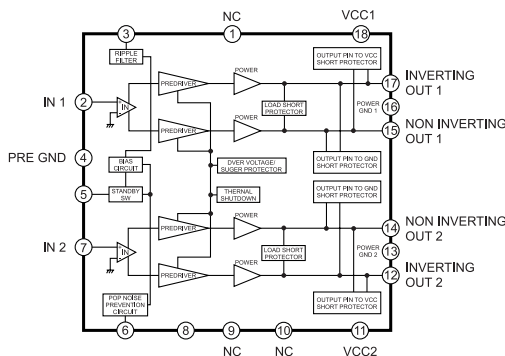 NC
VCC1
3
1
18
RIPPLE
FILTER
OUTPUT PIN TO VCC
SHORT PROTECTOR
POWER
PREDRIVER
17
INVERTING
OUT 1
IN 1
2
IN
LOAD SHORT
PROTECTOR
POWER
GND 1
16
POWER
PREDRIVER
15
NON INVERTING
OUT 1
PRE GND
4
BIAS
CIRCUIT
DVER VOLTAGE/
SUGER PROTECTOR
OUTPUT PIN TO GND
SHORT PROTECTOR
5
STANDBY
SW
THERMAL
SHUTDOWN
OUTPUT PIN TO GND
SHORT PROTECTOR
POWER
PREDRIVER
14
NON INVERTING
OUT 2
IN 2
7
IN
LOAD SHORT
PROTECTOR
POWER
GND 2
13
POWER
PREDRIVER
12
INVERTING
OUT 2
POP NOISE
PREVENTION
CIRCUIT
OUTPUT PIN TO VCC
SHORT PROTECTOR
6
8
9
10
11
NC
NC
VCC2